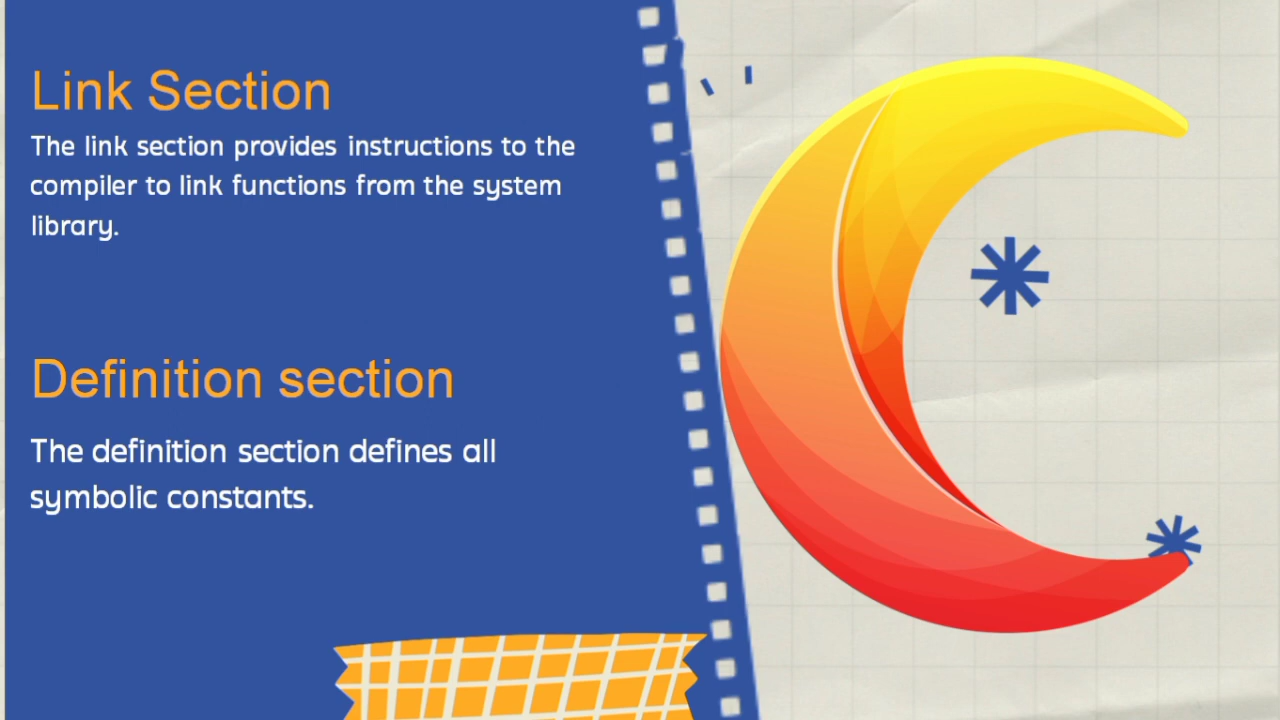 Link Section
The link section provides instructions to the
compiler to link functions from the system
library.
Definition section
The definition section defines all
symbolic constants.